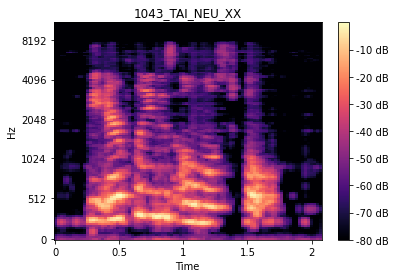 1043_TAI_NEU_XX
8192
4096
2048
1024
512
0
Hz
0
0.5
1
1.5
2
Time
-10 dB
-20 dB
-30 dB
-40 dB
-50 dB
-60 dB
-70 dB
-80 dB